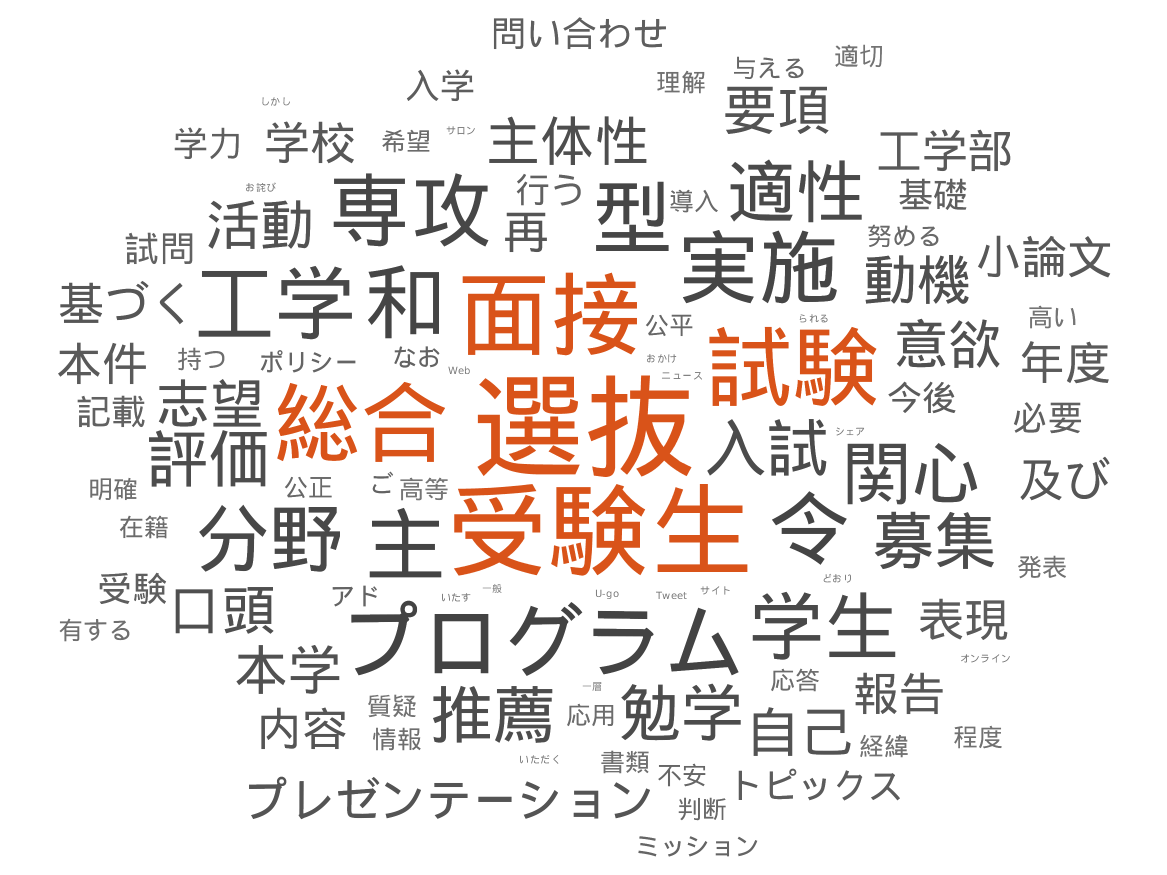 問い合わせ
適切
与える
理解
入学
要項
しかし
サロン
主体性
学校
希望
学力
工学部
お詫び
行う
適性
基礎
導入
専攻
型
活動
再
努める
試問
実施
小論文
動機
工学
和
基づく
面接
公平
られる
高い
意欲
試験
本件
持つ
ポリシー
なお
Web
おかけ
ニュース
年度
今後
記載
志望
総合
選抜
必要
シェア
評価
入試
関心
及び
明確
公正
ご
高等
在籍
分野
主
受験生
令
募集
発表
受験
口頭
アド
いたす
一般
U-go
Tweet
サイト
どおり
有する
プログラム
学生
表現
オンライン
本学
応答
一層
報告
内容
質疑
推薦
応用
勉学
自己
情報
経緯
程度
いただく
書類
不安
トピックス
プレゼンテーション
判断
ミッション